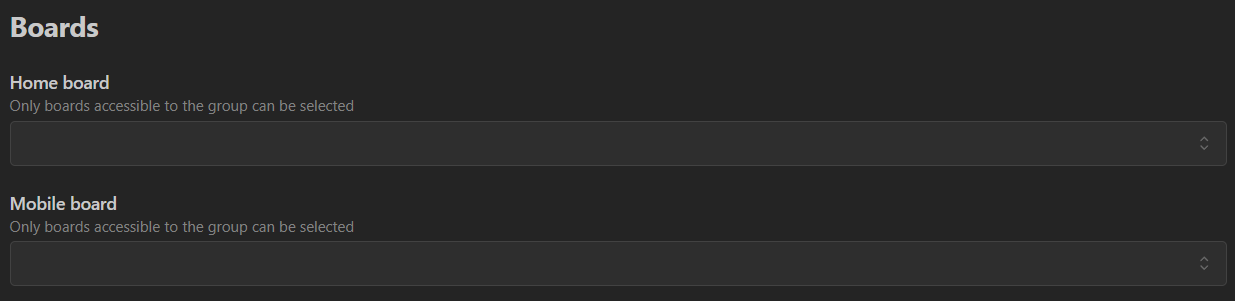 Boards
Home board
Only boards accessible to the group can be selected
Mobile board
Only boards accessible to the group can be selected